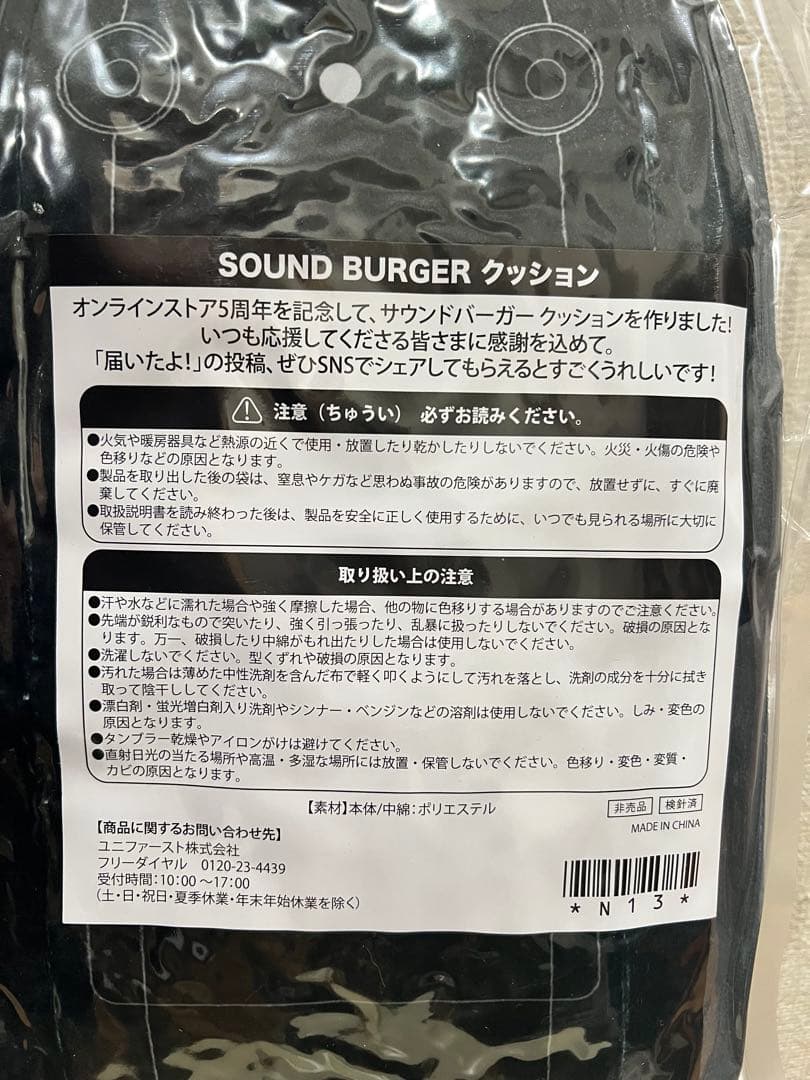 SOUND BURGER クッション
オンラインストア5周年を記念して、サウンドバーガー クッションを作りました!
いつも応援してくださる皆さまに感謝を込めて。
「届いたよ!」の投稿、ぜひSNSでシェアしてもらえるとすごくうれしいです!
注意(ちゅうい) 必ずお読みください。
●火気や暖房器具など熱源の近くで使用・放置したり乾かしたりしないでください。火災・火傷の危険や
色移りなどの原因となります。
●製品を取り出した後の袋は、窒息やケガなど思わぬ事故の危険がありますので、放置せずに、すぐに廃
棄してください。
●取扱説明書を読み終わった後は、製品を安全に正しく使用するために、いつでも見られる場所に大切に
保管してください。
取り扱い上の注意
●汗や水などに濡れた場合や強く摩擦した場合、他の物に色移りする場合がありますのでご注意ください。
●先端が鋭利なもので突いたり、強く引っ張ったり、乱暴に扱ったりしないでください。破損の原因とな
ります。万一、破損したり中綿がもれ出たりした場合は使用しないでください。
●洗濯しないでください。型くずれや破損の原因となります。
●汚れた場合は薄めた中性洗剤を含んだ布で軽く叩くようにして汚れを落とし、洗剤の成分を十分に拭き
取って陰干ししてください。
●漂白剤・蛍光増白剤入り洗剤やシンナー・ベンジンなどの溶剤は使用しないでください。しみ・変色の
原因となります。
●タンブラー乾燥やアイロンがけは避けてください。
●直射日光の当たる場所や高温・多湿な場所には放置・保管しないでください。色移り・変色・変質・
カビの原因となります。
【素材】本体/中綿:ポリエステル
非売品 検針済
MADE IN CHINA
【商品に関するお問い合わせ先】
ユニファースト株式会社
フリーダイヤル 0120-23-4439
受付時間:10:00~17:00
(土・日・祝日・夏季休業・年末年始休業を除く)
*N13*